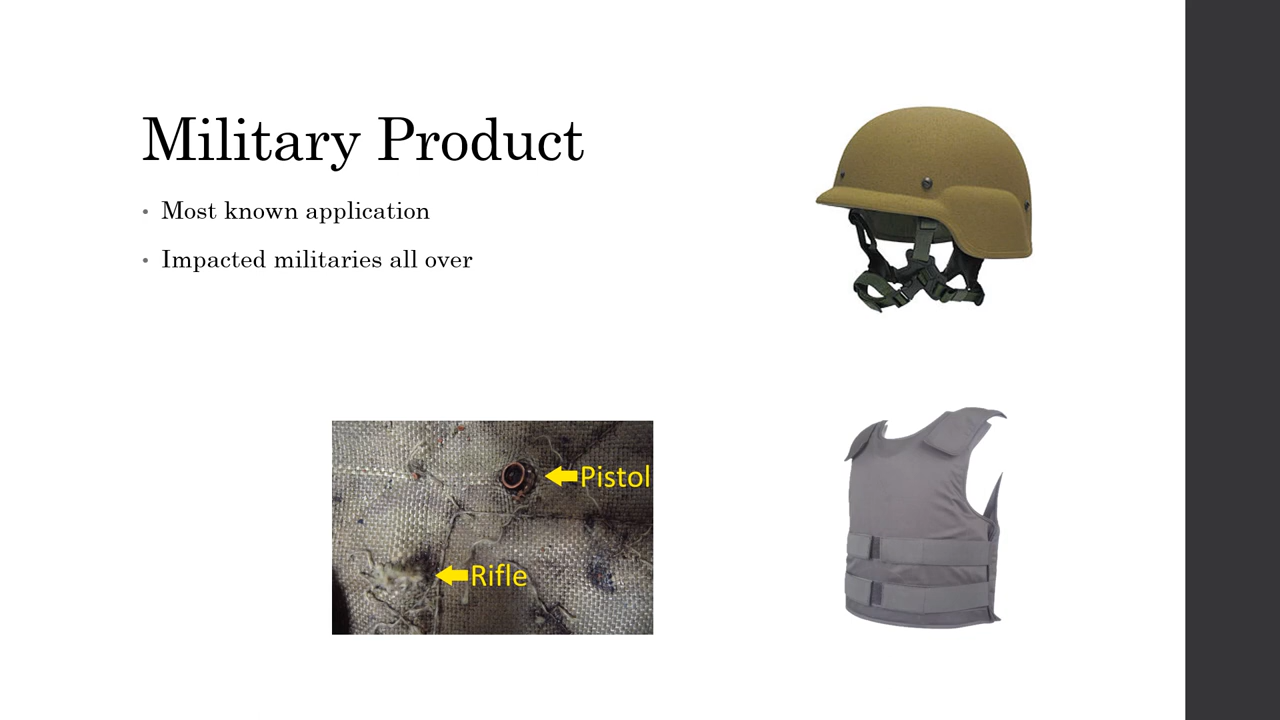 Military Product
• Most known application
• Impacted militaries all over
Pistol
Rifle